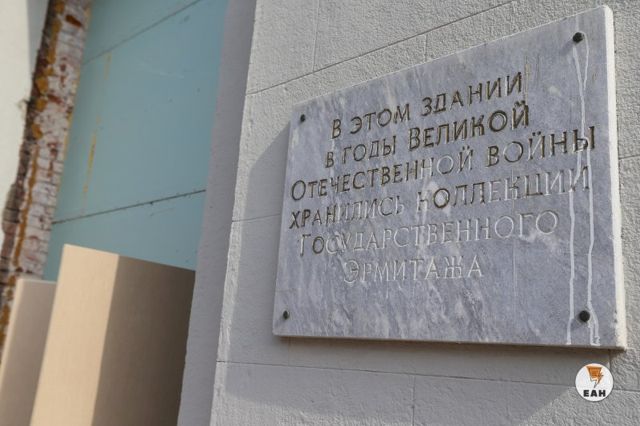 В ЭТОМ ЗДАНИИ
В ГОДЫ ВЕЛИКОЙ
ОТЕЧЕСТВЕННОЙ ВОЙНЫ
ХРАНИЛИСЬ КОЛЛЕКЦИИ
ГОСУДАРСТВЕННОГО
ЭРМИТАЖА
ЕАН